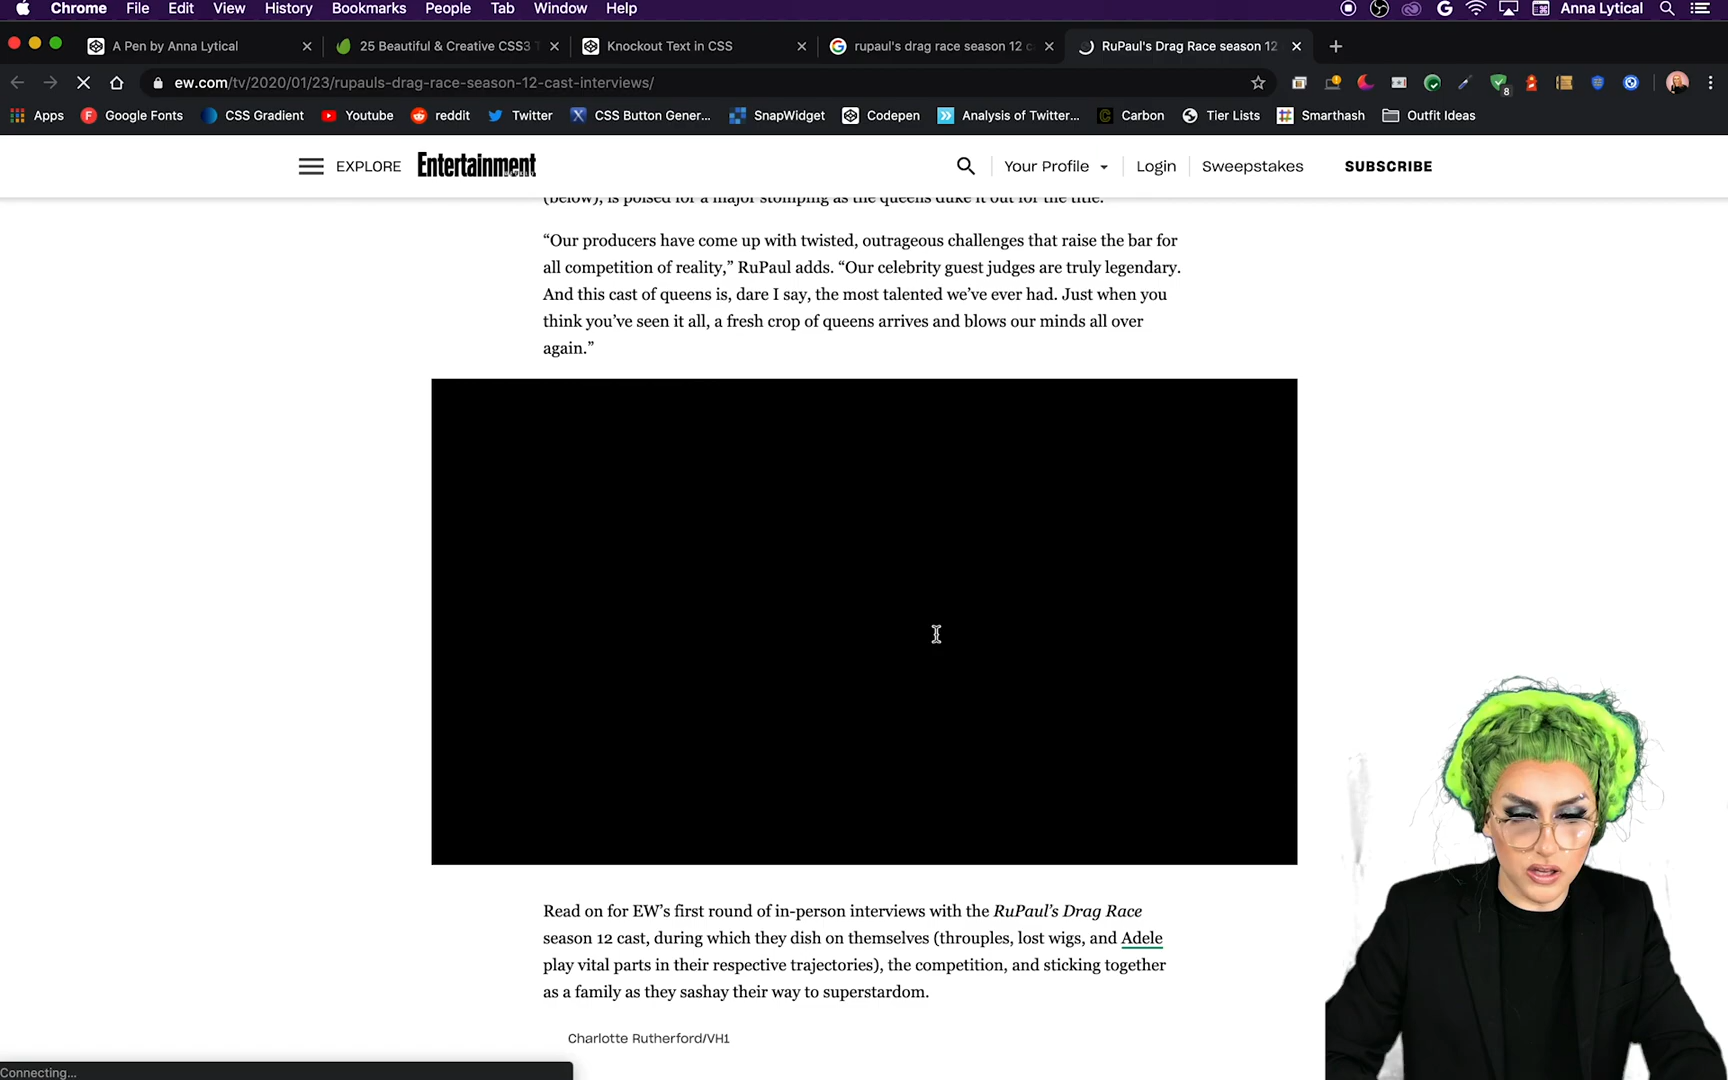 Chrome File Edit View History Bookmarks People Tab Window Help Anna Lytical
A Pen by Anna Lytical 25 Beautiful & Creative CSS3 Knockout Text in CSS rupaul's drag race season 12 c RuPaul's Drag Race season 12
ew.com/tv/2020/01/23/rupauls-drag-race-season-12-cast-interviews/ 8
Apps Google Fonts CSS Gradient Youtube reddit Twitter CSS Button Gener... SnapWidget Codepen Analysis of Twitter... Carbon Tier Lists Smarthash Outfit Ideas
EXPLORE Entertainment Your Profile Login Sweepstakes SUBSCRIBE
(below), is poised for a major stomping as the queens duke it out for the title.
“Our producers have come up with twisted, outrageous challenges that raise the bar for
all competition of reality,” RuPaul adds. “Our celebrity guest judges are truly legendary.
And this cast of queens is, dare I say, the most talented we’ve ever had. Just when you
think you’ve seen it all, a fresh crop of queens arrives and blows our minds all over
again.”
Read on for EW’s first round of in-person interviews with the RuPaul’s Drag Race
season 12 cast, during which they dish on themselves (throuples, lost wigs, and Adele
play vital parts in their respective trajectories), the competition, and sticking together
as a family as they sashay their way to superstardom.
Charlotte Rutherford/VH1
Connecting...